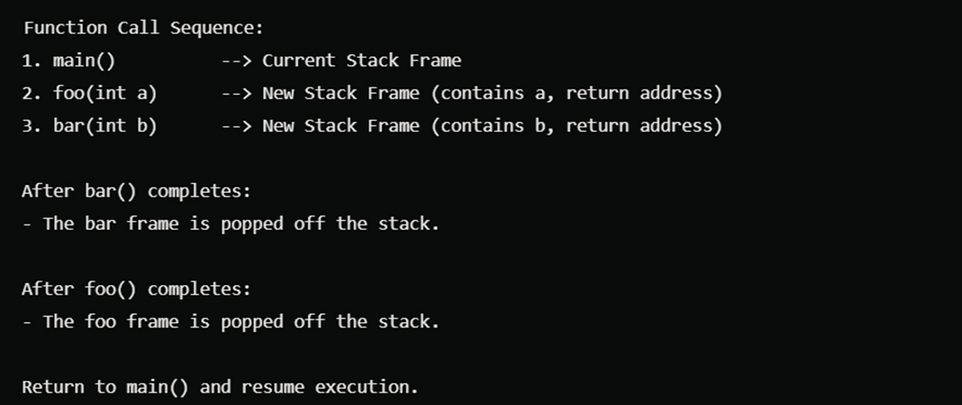 Function Call Sequence:
1. main() --> Current Stack Frame
2. foo(int a) --> New Stack Frame (contains a, return address)
3. bar(int b) --> New Stack Frame (contains b, return address)
After bar() completes:
- The bar frame is popped off the stack.
After foo() completes:
- The foo frame is popped off the stack.
Return to main() and resume execution.